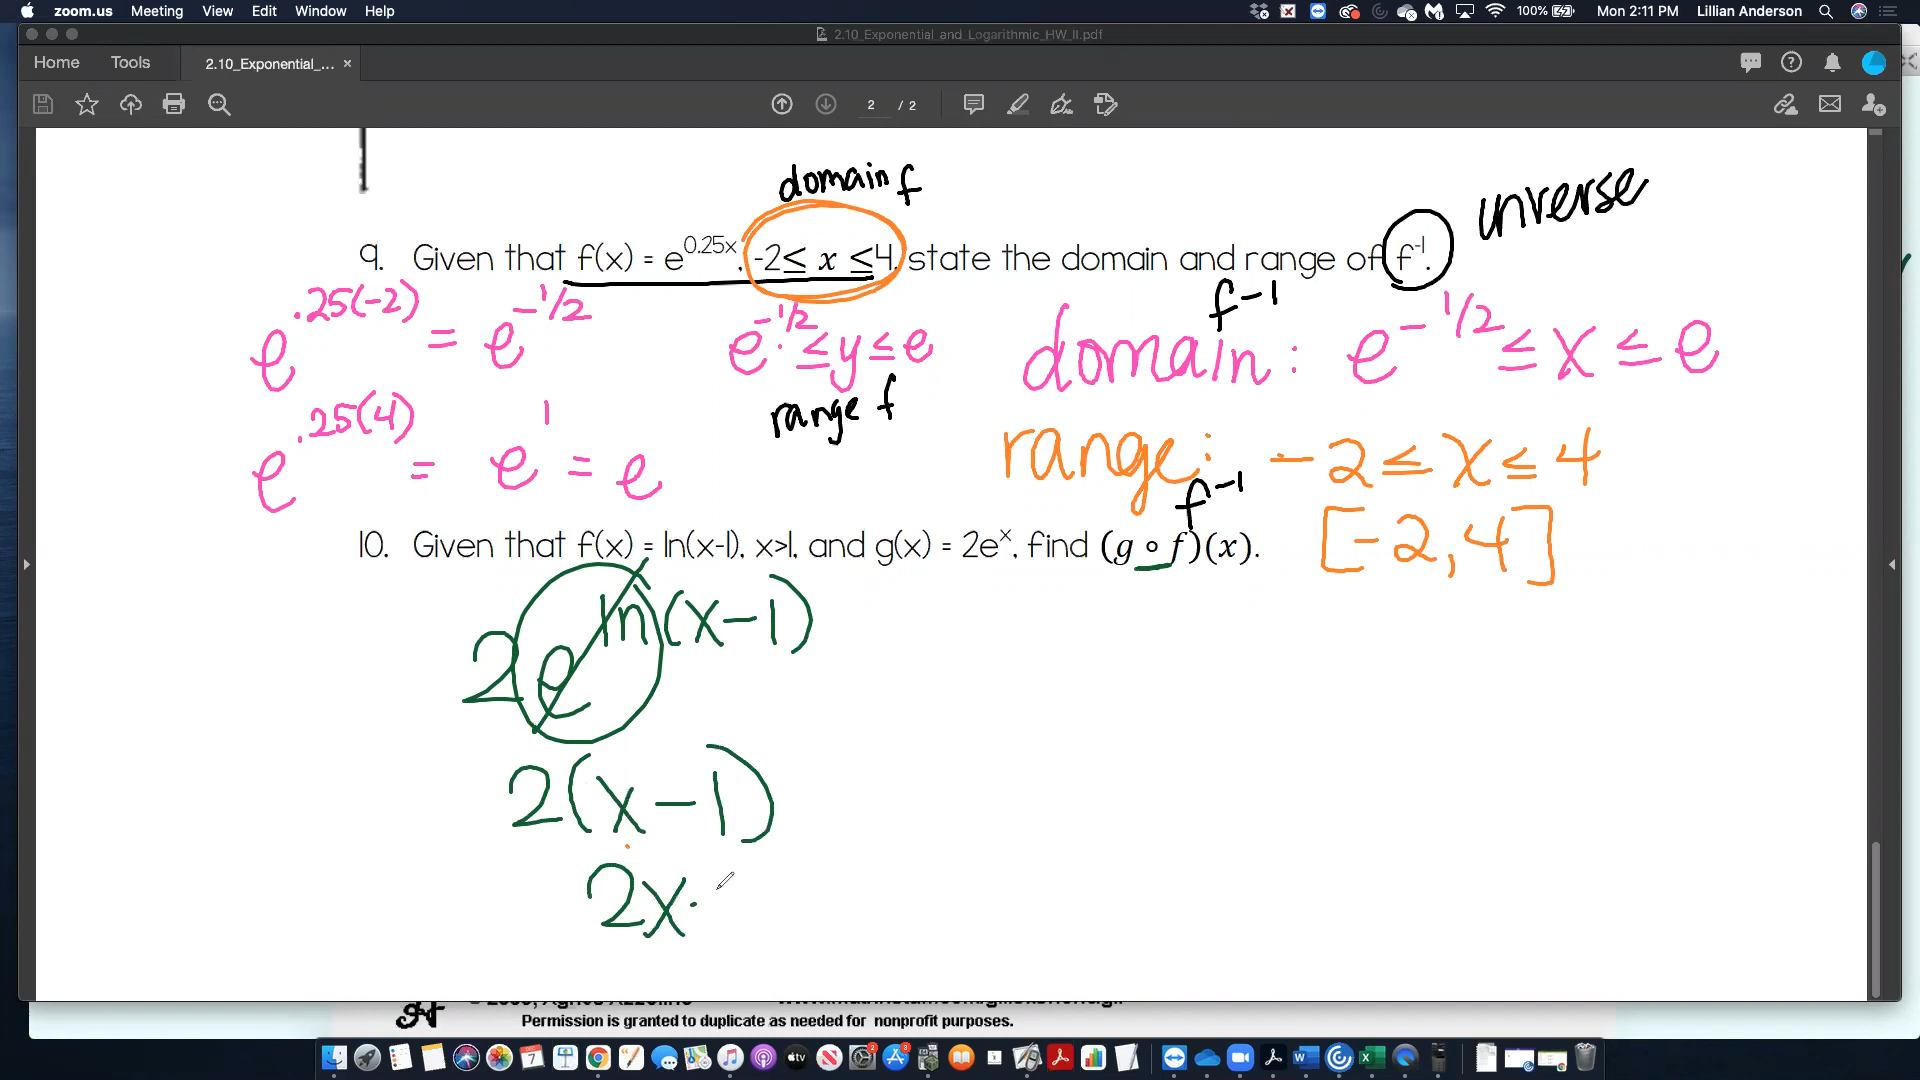 zoom.us Meeting View Edit Window Help 100% Mon 2:11 PM Lillian Anderson
2.10_Exponential_and_Logarithmic_HW_II.pdf
Home Tools 2.10_Exponential_... ×
2 / 2
domain f
inverse
9. Given that f(x) = e^0.25x, -2≤ x ≤4, state the domain and range of f^-1.
e^.25(-2) = e^-1/2
e^-1/2 ≤ y ≤ e
range f
f-1
domain: e^-1/2 ≤ x ≤ e
e^.25(4) = e^1 = e
range: -2 ≤ x ≤ 4
f-1
[-2,4]
10. Given that f(x) = ln(x-1), x>1, and g(x) = 2e^x, find (g ∘ f)(x).
2e^ln(x-1)
2(x-1)
2x
Permission is granted to duplicate as needed for nonprofit purposes.